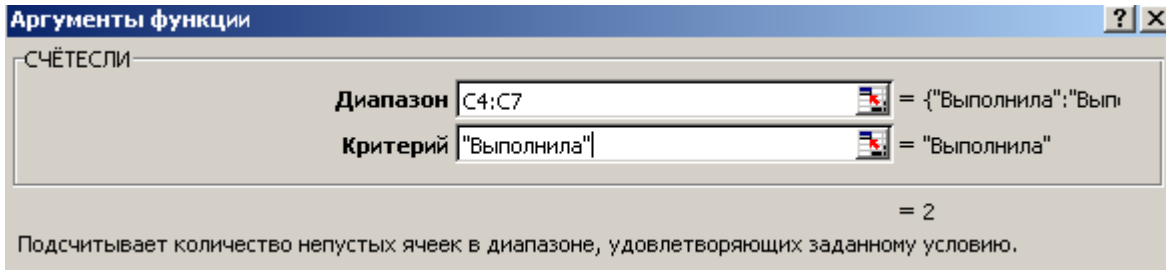 Аргументы функции ? ×
СЧЁТЕСЛИ
Диапазон C4:C7 = {"Выполнила":"Вып
Критерий "Выполнила" = "Выполнила"
= 2
Подсчитывает количество непустых ячеек в диапазоне, удовлетворяющих заданному условию.